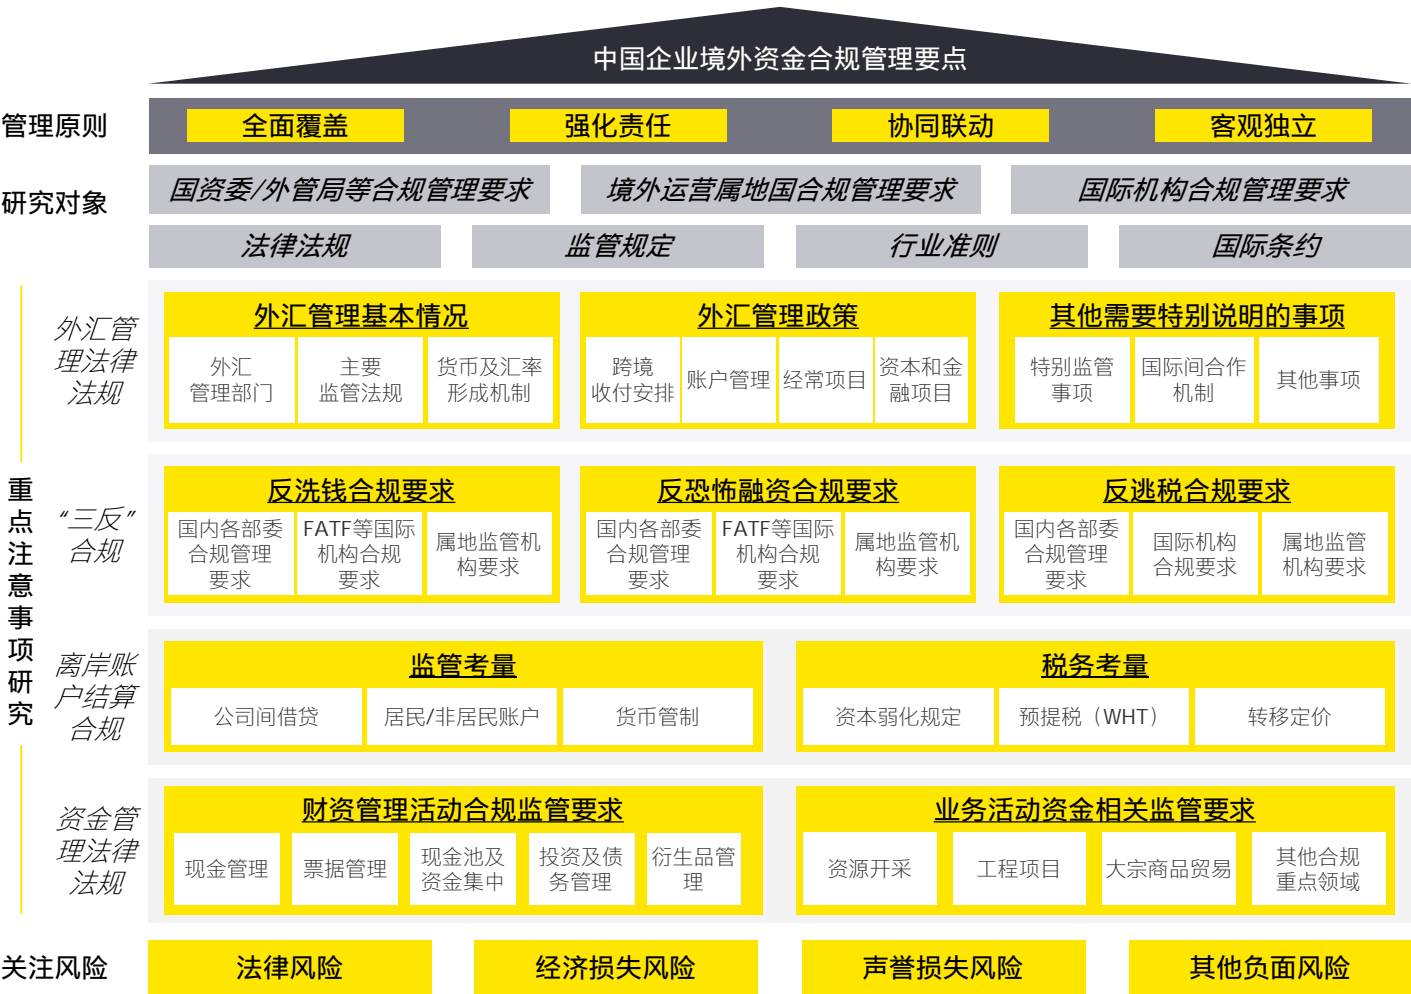 中国企业境外资金合规管理要点
管理原则
全面覆盖
强化责任
协同联动
客观独立
研究对象
国资委/外管局等合规管理要求
境外运营属地国合规管理要求
国际机构合规管理要求
法律法规
监管规定
行业准则
国际条约
重
点
注
意
事
项
研
究
外汇管
理法律
法规
外汇管理基本情况
外汇
管理部门
主要
监管法规
货币及汇率
形成机制
外汇管理政策
跨境
收付安排
账户管理
经常项目
资本和金
融项目
其他需要特别说明的事项
特别监管
事项
国际间合作
机制
其他事项
“三反”
合规
反洗钱合规要求
国内各部委
合规管理
要求
FATF等国际
机构合规
要求
属地监管机
构要求
反恐怖融资合规要求
国内各部委
合规管理
要求
FATF等国际
机构合规
要求
属地监管机
构要求
反逃税合规要求
国内各部委
合规管理
要求
国际机构
合规要求
属地监管
机构要求
离岸账
户结算
合规
监管考量
公司间借贷
居民/非居民账户
货币管制
税务考量
资本弱化规定
预提税（WHT）
转移定价
资金管
理法律
法规
财资管理活动合规监管要求
现金管理
票据管理
现金池及
资金集中
投资及债
务管理
衍生品管
理
业务活动资金相关监管要求
资源开采
工程项目
大宗商品贸易
其他合规
重点领域
关注风险
法律风险
经济损失风险
声誉损失风险
其他负面风险